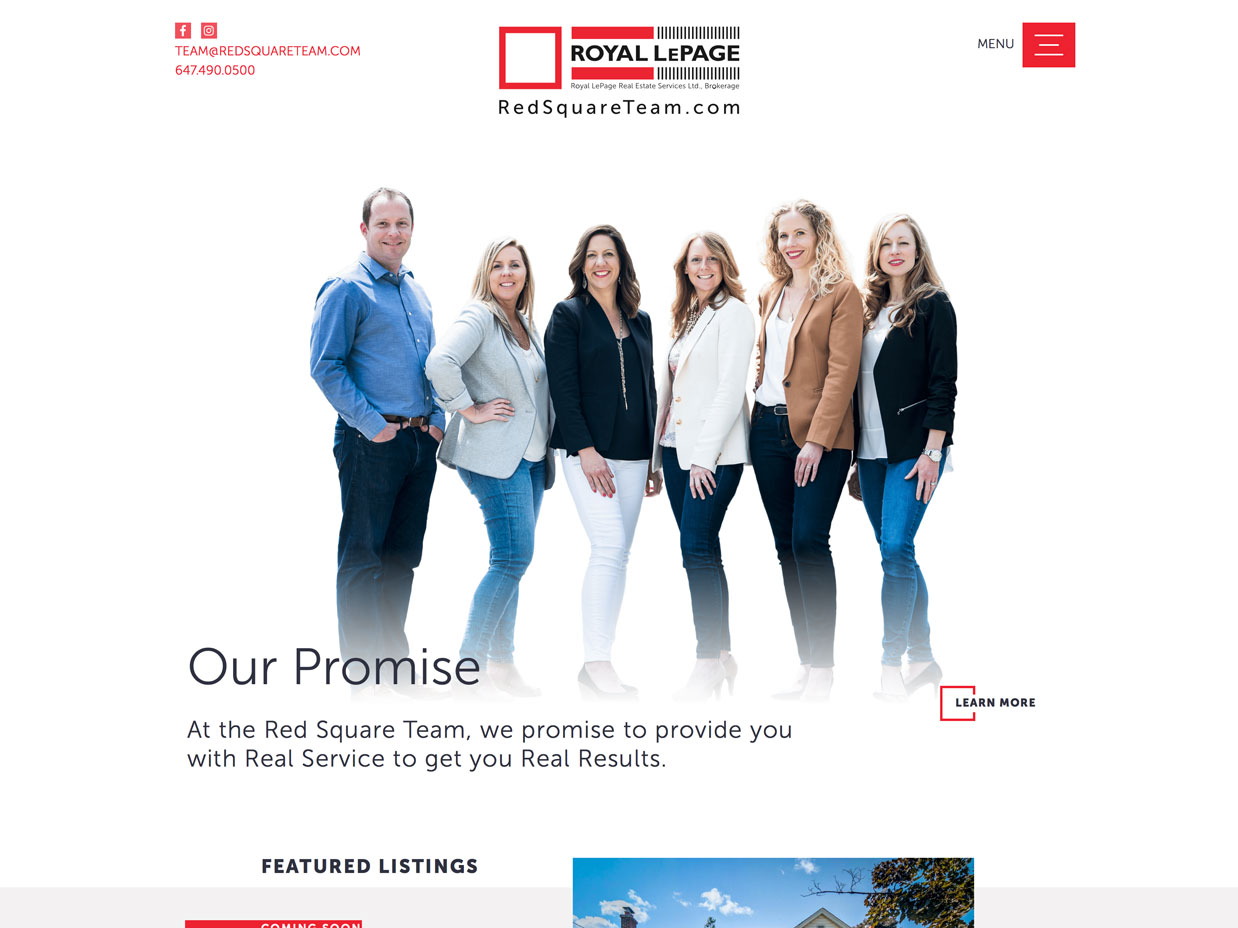 TEAM@REDSQUARETEAM.COM
647.490.0500
ROYAL LEPAGE
Royal LePage Real Estate Services Ltd., Brokerage
RedSquareTeam.com
MENU
Our Promise
LEARN MORE
At the Red Square Team, we promise to provide you
with Real Service to get you Real Results.
FEATURED LISTINGS
COMING SOON